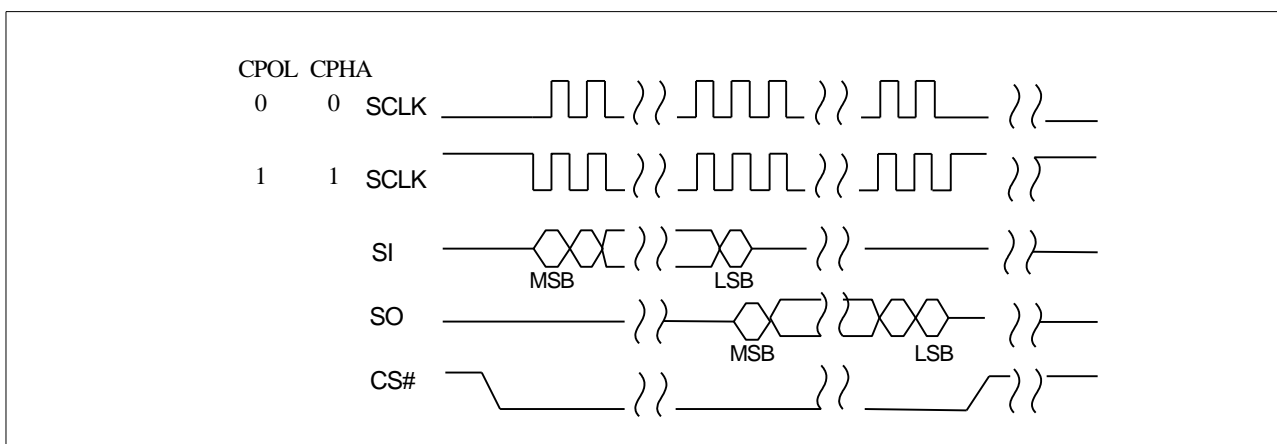 CPOL CPHA
0 0 SCLK
1 1 SCLK
SI
MSB LSB
SO
MSB LSB
CS#